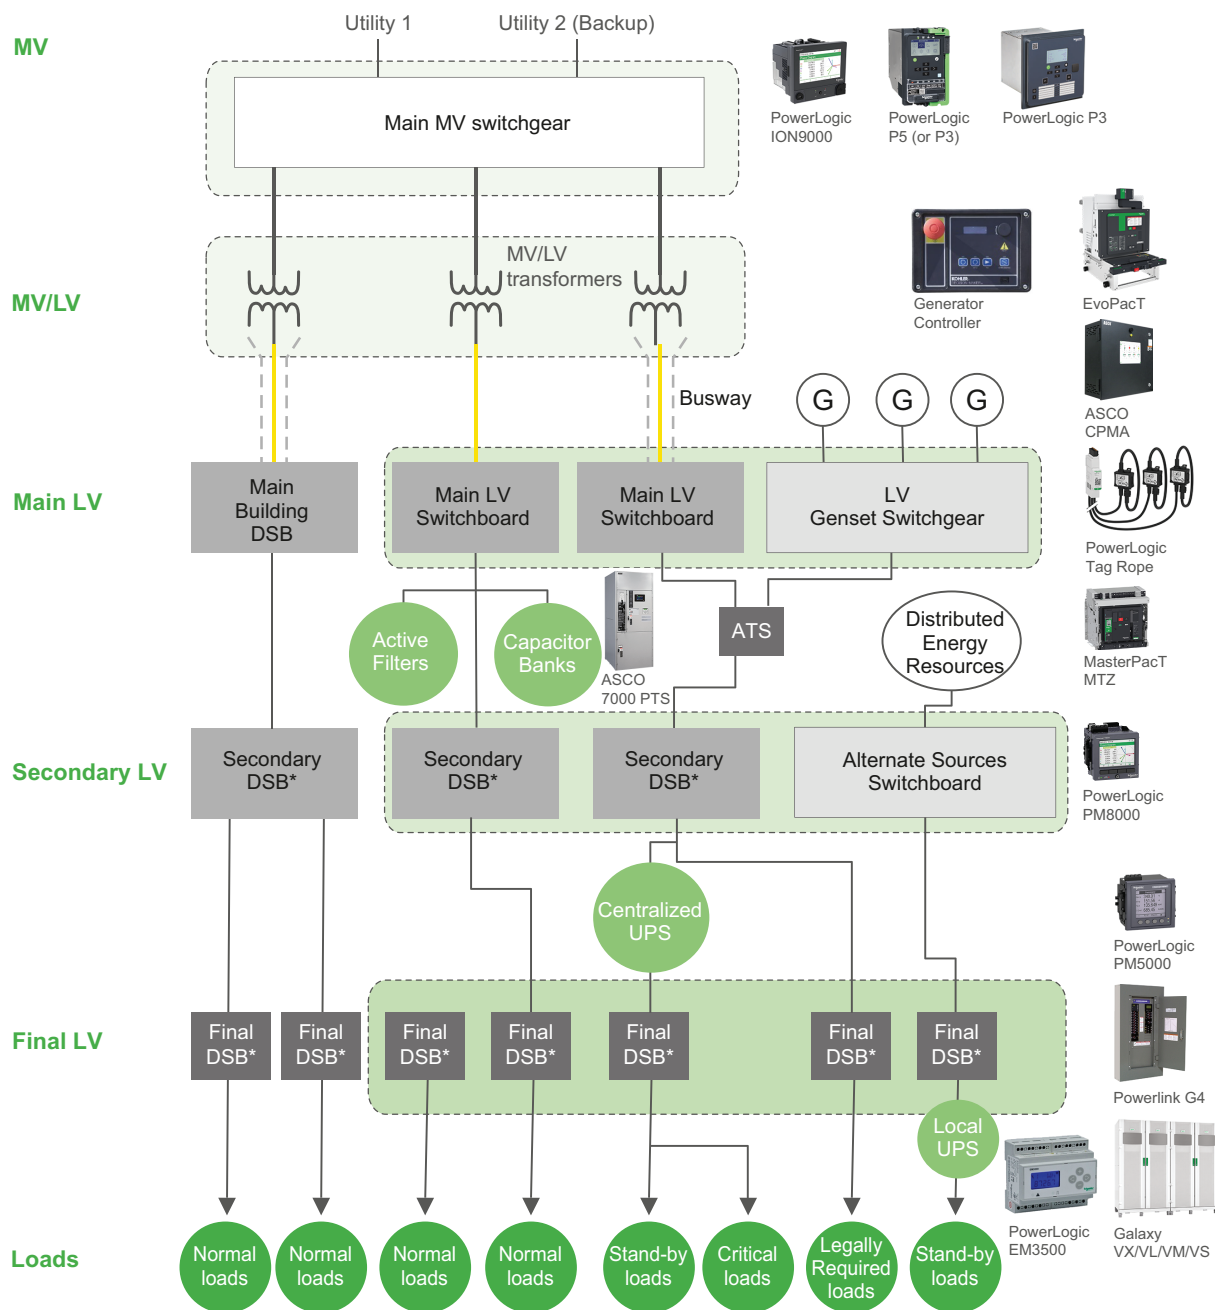 MV
Utility 1
Utility 2 (Backup)
Main MV switchgear
PowerLogic
ION9000
PowerLogic
P5 (or P3)
PowerLogic P3
MV/LV
MV/LV
transformers
Generator
Controller
KOHLER
EvoPacT
Busway
G
G
G
ASCO
CPMA
Main LV
Main
Building
DSB
Main LV
Switchboard
Main LV
Switchboard
LV
Genset Switchgear
PowerLogic
Tag Rope
Active
Filters
Capacitor
Banks
ASCO
7000 PTS
ATS
Distributed
Energy
Resources
MasterPacT
MTZ
Secondary LV
Secondary
DSB*
Secondary
DSB*
Secondary
DSB*
Alternate Sources
Switchboard
PowerLogic
PM8000
Centralized
UPS
PowerLogic
PM5000
Final LV
Final
DSB*
Final
DSB*
Final
DSB*
Final
DSB*
Final
DSB*
Final
DSB*
Final
DSB*
Powerlink G4
Local
UPS
PowerLogic
EM3500
Galaxy
VX/VL/VM/VS
Loads
Normal
loads
Normal
loads
Normal
loads
Normal
loads
Stand-by
loads
Critical
loads
Legally
Required
loads
Stand-by
loads